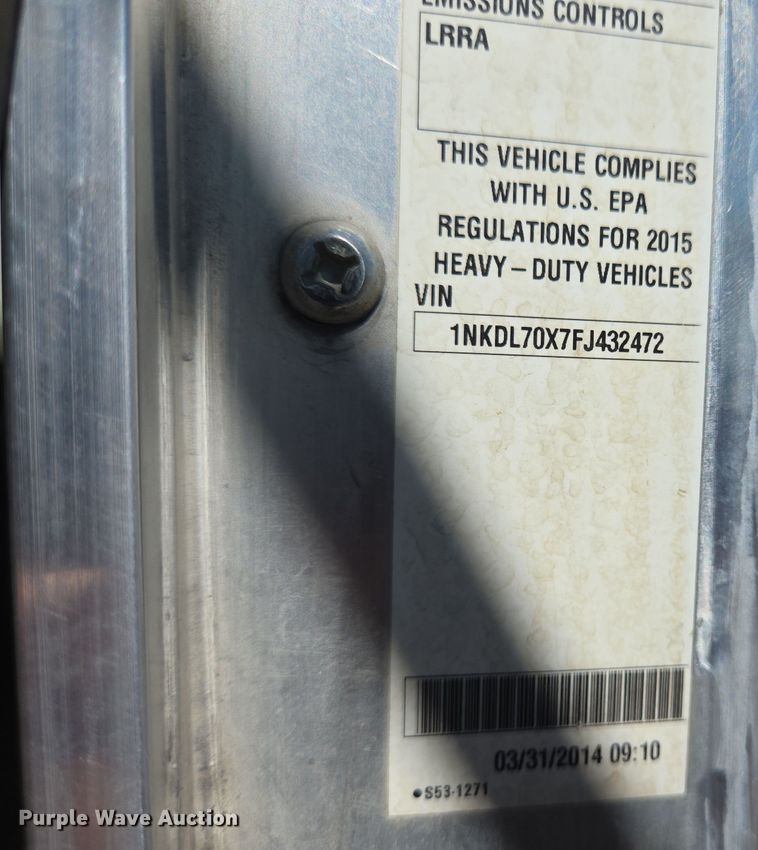 EMISSIONS CONTROLS
LRRA
THIS VEHICLE COMPLIES
WITH U.S. EPA
REGULATIONS FOR 2015
HEAVY-DUTY VEHICLES
VIN
1NKDL70X7FJ432472
03/31/2014 09:10
S53-1271
Purple Wave Auction